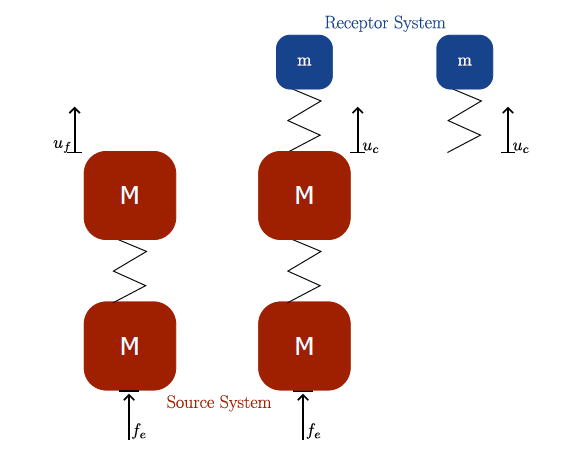 Receptor System
m
m
u_f
u_c
u_c
M
M
M
M
Source System
f_e
f_e